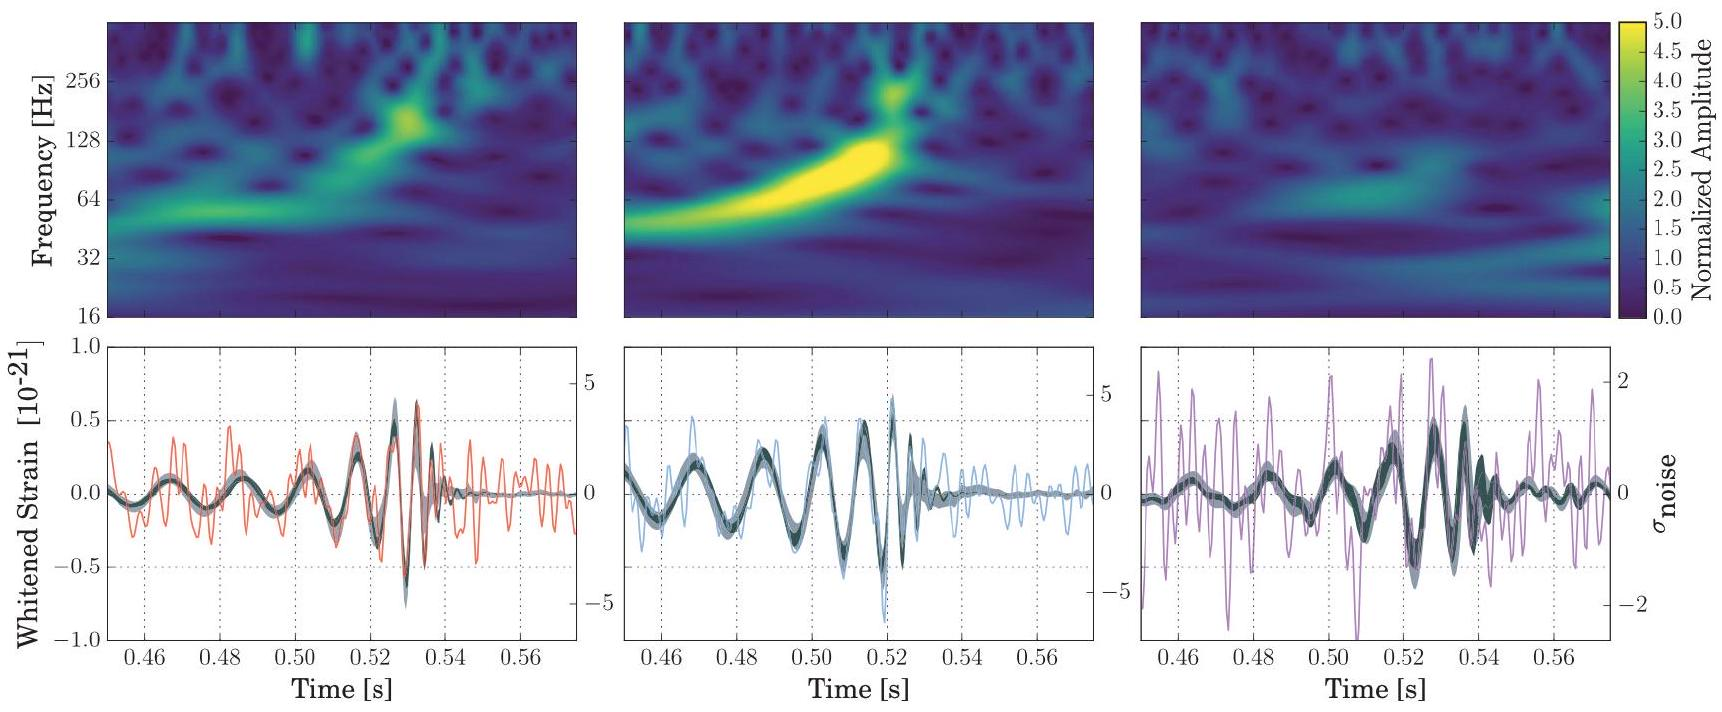 Frequency [Hz]
256
128
64
32
16
5.0
4.5
4.0
3.5
3.0
2.5
2.0
1.5
1.0
0.5
0.0
Normalized Amplitude
Whitened Strain [10-21]
1.0
0.5
0.0
−0.5
−1.0
5
−5
5
0
−5
2
0
−2
σnoise
0.46 0.48 0.50 0.52 0.54 0.56
0.46 0.48 0.50 0.52 0.54 0.56
0.46 0.48 0.50 0.52 0.54 0.56
Time [s]
Time [s]
Time [s]